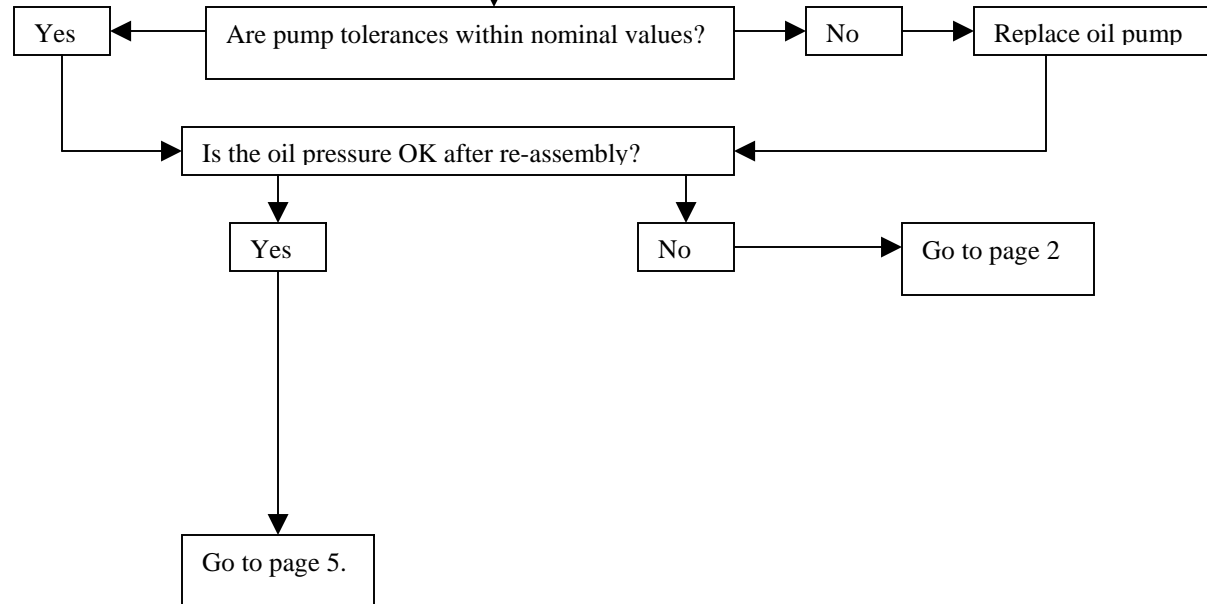 Yes
Are pump tolerances within nominal values?
No
Replace oil pump
Is the oil pressure OK after re-assembly?
Yes
No
Go to page 2
Go to page 5.